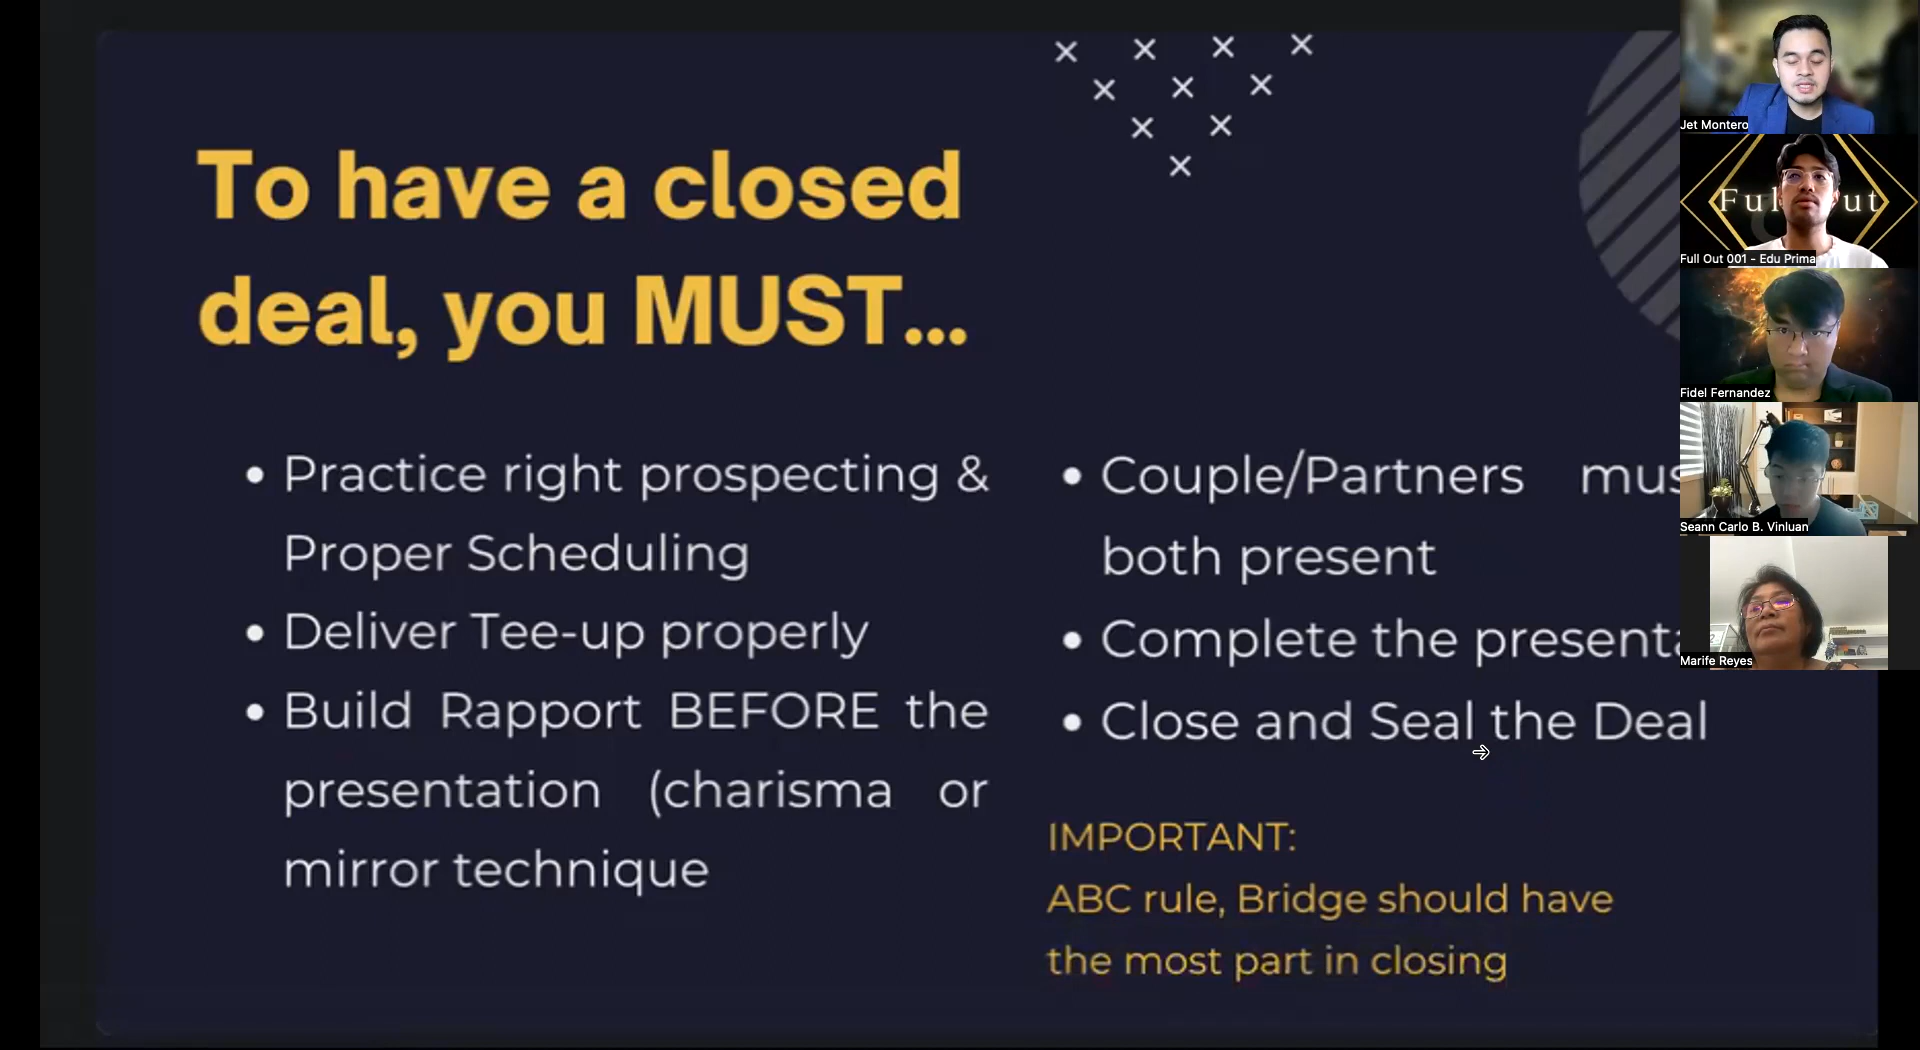 To have a closed
deal, you MUST...
• Practice right prospecting &
Proper Scheduling
• Deliver Tee-up properly
• Build Rapport BEFORE the
presentation (charisma or
mirror technique
• Couple/Partners
both present
• Complete the
• Close and Seal the Deal
IMPORTANT:
ABC rule, Bridge should have
the most part in closing
Jet Montero
Full Out 001 - Edu Prima
Fidel Fernandez
Seann Carlo B. Vinluan
Marife Reyes